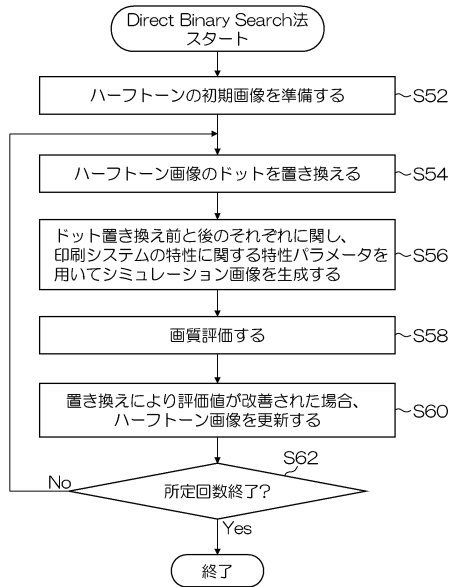 Direct Binary Search法
スタート
ハーフトーンの初期画像を準備する
S52
ハーフトーン画像のドットを置き換える
S54
ドット置き換え前と後のそれぞれに関し、
印刷システムの特性に関する特性パラメータを
用いてシミュレーション画像を生成する
S56
画質評価する
S58
置き換えにより評価値が改善された場合、
ハーフトーン画像を更新する
S60
S62
所定回数終了?
No
Yes
終了